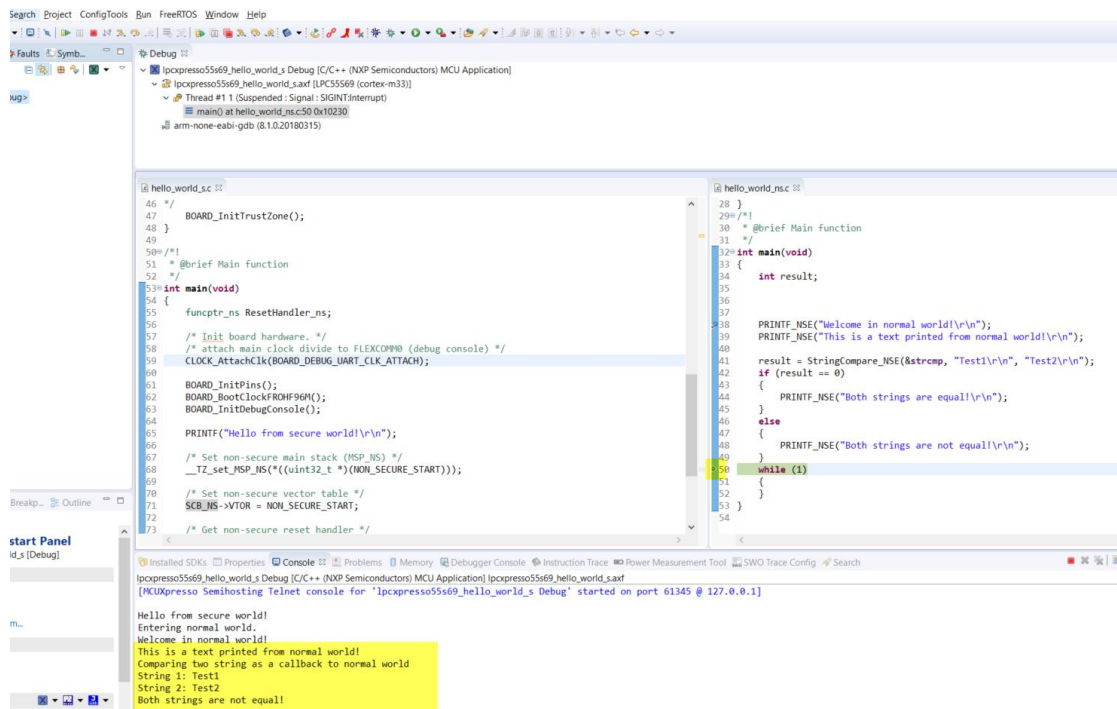 Search Project ConfigTools Run FreeRTOS Window Help
Faults Symb...
Debug
lpcxpresso55s69_hello_world_s Debug [C/C++ (NXP Semiconductors) MCU Application]
lpcxpresso55s69_hello_world_s.axf [LPC55S69 (cortex-m33)]
Thread #1 1 (Suspended : Signal : SIGINT:Interrupt)
main() at hello_world_ns.c:50 0x10230
arm-none-eabi-gdb (8.1.0.20180315)
bug>
hello_world_s.c
46 */
47 BOARD_InitTrustZone();
48 }
49
50 /*!
51 * @brief Main function
52 */
53 int main(void)
54 {
55 funcptr_ns ResetHandler_ns;
56
57 /* Init board hardware. */
58 /* attach main clock divide to FLEXCOMM0 (debug console) */
59 CLOCK_AttachClk(BOARD_DEBUG_UART_CLK_ATTACH);
60
61 BOARD_InitPins();
62 BOARD_BootClockFROHF96M();
63 BOARD_InitDebugConsole();
64
65 PRINTF("Hello from secure world!\r\n");
66
67 /* Set non-secure main stack (MSP_NS) */
68 __TZ_set_MSP_NS(*((uint32_t *)(NON_SECURE_START)));
69
70 /* Set non-secure vector table */
71 SCB_NS->VTOR = NON_SECURE_START;
72
73 /* Get non-secure reset handler */
hello_world_ns.c
28 }
29 /*!
30 * @brief Main function
31 */
32 int main(void)
33 {
34 int result;
35
36
37
38 PRINTF_NSE("Welcome in normal world!\r\n");
39 PRINTF_NSE("This is a text printed from normal world!\r\n");
40
41 result = StringCompare_NSE(&strcmp, "Test1\r\n", "Test2\r\n");
42 if (result == 0)
43 {
44 PRINTF_NSE("Both strings are equal!\r\n");
45 }
46 else
47 {
48 PRINTF_NSE("Both strings are not equal!\r\n");
49 }
50 while (1)
51 {
52 }
53 }
54
Breakp... Outline
start Panel
ld_s [Debug]
m...
Installed SDKs Properties Console Problems Memory Debugger Console Instruction Trace Power Measurement Tool SWO Trace Config Search
lpcxpresso55s69_hello_world_s Debug [C/C++ (NXP Semiconductors) MCU Application] lpcxpresso55s69_hello_world_s.axf
[MCUXpresso Semihosting Telnet console for 'lpcxpresso55s69_hello_world_s Debug' started on port 61345 @ 127.0.0.1]
Hello from secure world!
Entering normal world.
Welcome in normal world!
This is a text printed from normal world!
Comparing two string as a callback to normal world
String 1: Test1
String 2: Test2
Both strings are not equal!